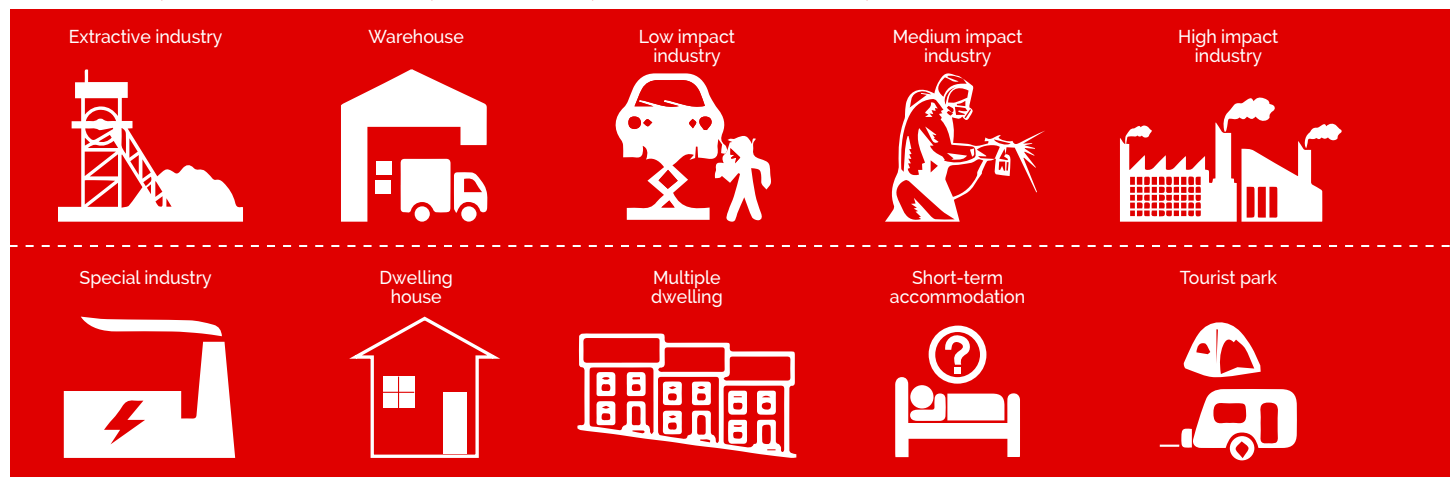 Extractive industry
Warehouse
Low impact
industry
Medium impact
industry
High impact
industry
Special industry
Dwelling
house
Multiple
dwelling
Short-term
accommodation
Tourist park
?